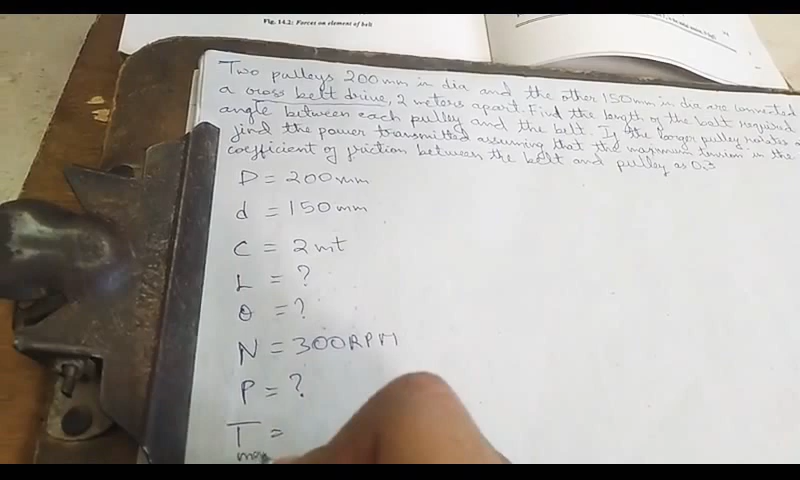 Fig. 14.2: Forces on element of belt
Two pulleys 200mm in dia and the other 150mm in dia are connected
a cross belt drive, 2 meters apart. Find the length of the belt required
angle between each pulley and the belt. If the larger pulley rotates
find the power transmitted assuming that the maximum tension in the
coefficient of friction between the belt and pulley as 0.3
D = 200mm
d = 150mm
C = 2mt
L = ?
θ = ?
N = 300RPM
P = ?
T =